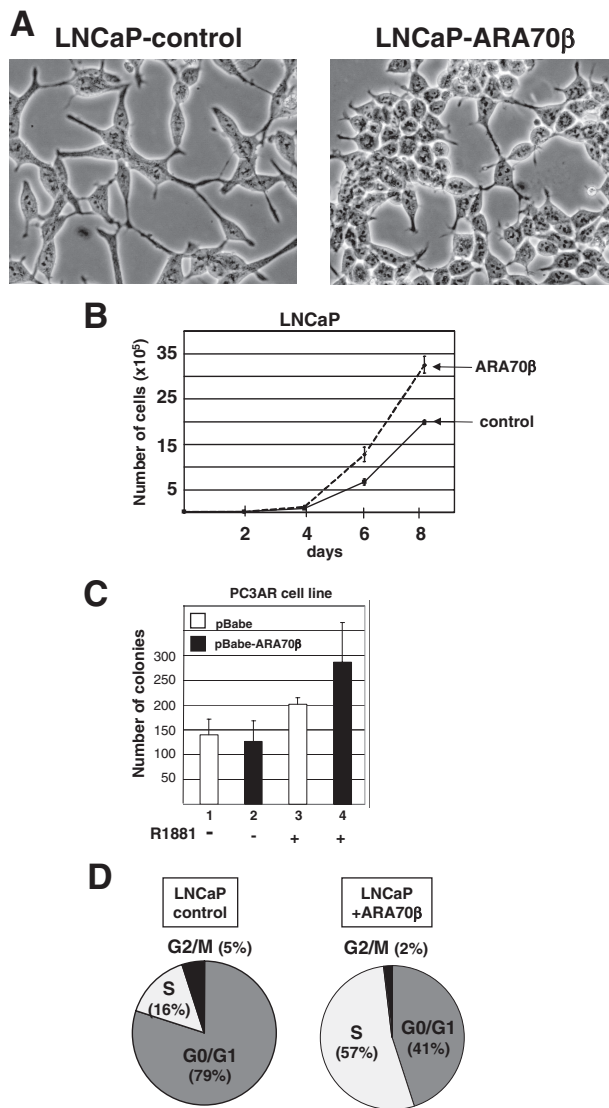 A
LNCaP-control
LNCaP-ARA70β
B
LNCaP
Number of cells (x10⁵)
35
25
15
5
2
4
6
8
days
ARA70β
control
C
PC3AR cell line
pBabe
pBabe-ARA70β
Number of colonies
300
250
200
150
100
50
1
2
3
4
R1881
-
-
+
+
D
LNCaP
control
LNCaP
+ARA70β
G2/M (5%)
S
(16%)
G0/G1
(79%)
G2/M (2%)
S
(57%)
G0/G1
(41%)